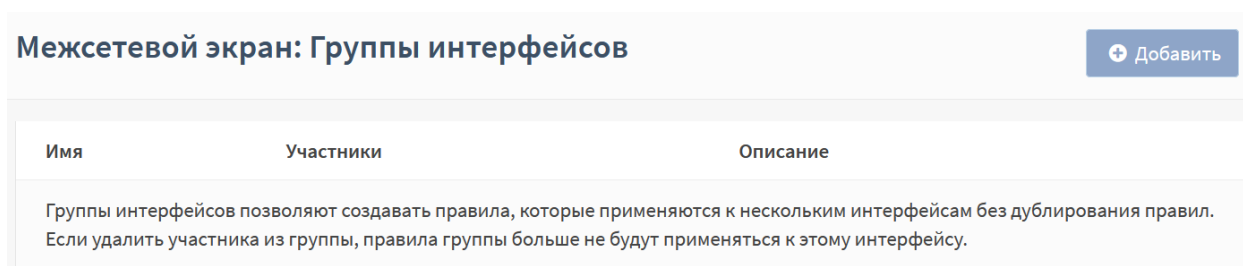 Межсетевой экран: Группы интерфейсов
Добавить
Имя Участники Описание
Группы интерфейсов позволяют создавать правила, которые применяются к нескольким интерфейсам без дублирования правил.
Если удалить участника из группы, правила группы больше не будут применяться к этому интерфейсу.